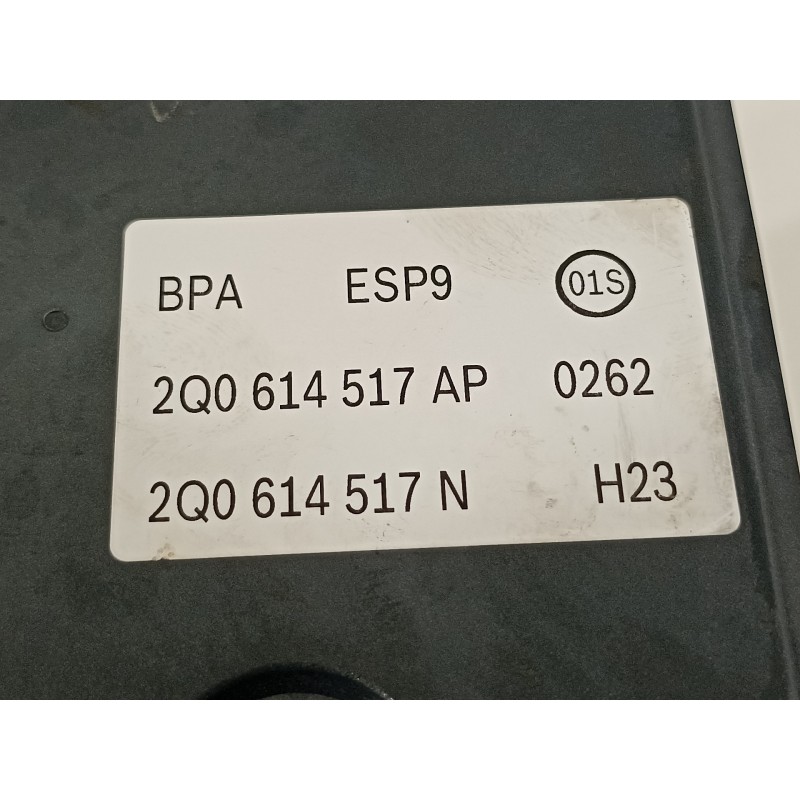 BPA ESP9 01S
2Q0 614 517 AP 0262
2Q0 614 517 N H23